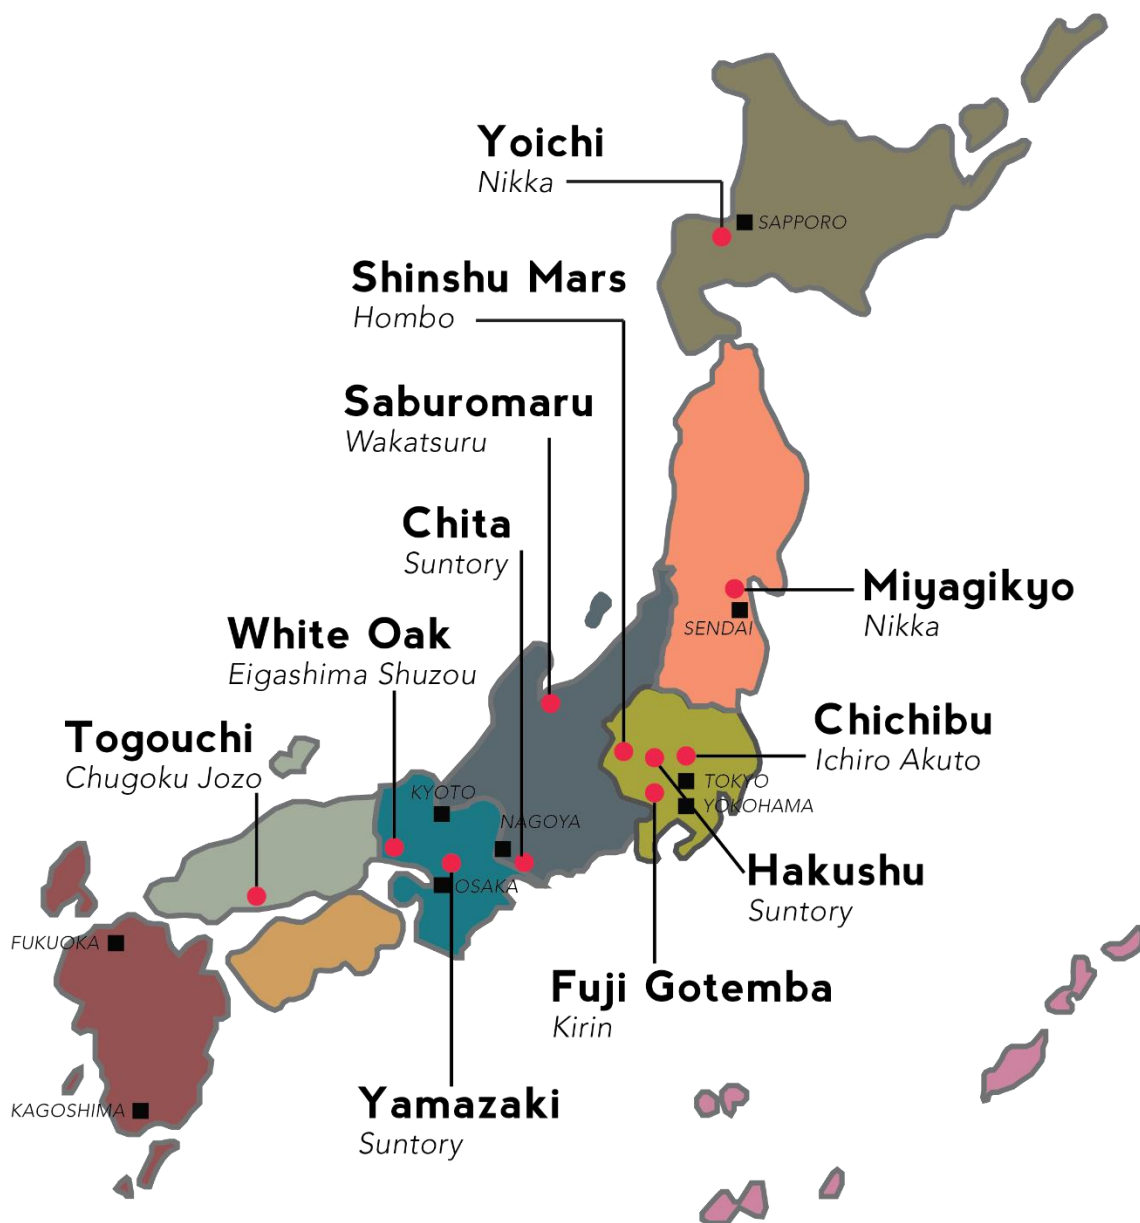 Yoichi
Nikka
SAPPORO
Shinshu Mars
Hombo
Saburomaru
Wakatsuru
Chita
Suntory
Miyagikyo
Nikka
SENDAI
White Oak
Eigashima Shuzou
Togouchi
Chugoku Jozo
Chichibu
Ichiro Akuto
TOKYO
YOKOHAMA
KYOTO
NAGOYA
OSAKA
Hakushu
Suntory
FUKUOKA
Fuji Gotemba
Kirin
Yamazaki
Suntory
KAGOSHIMA